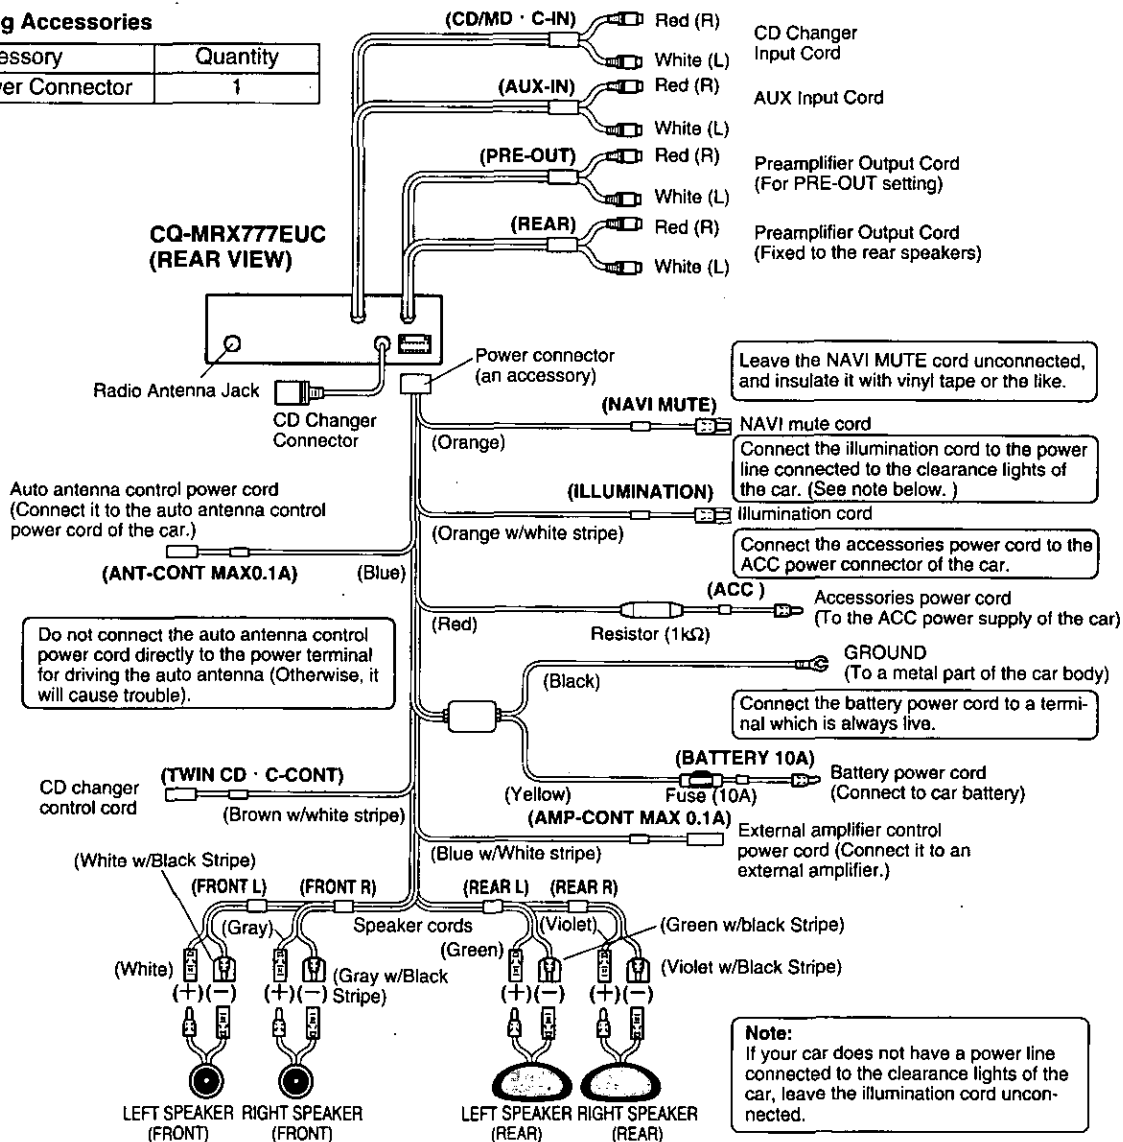 g Accessories
essory Quantity
ver Connector 1
(CD/MD · C-IN)
Red (R)
White (L)
CD Changer
Input Cord
(AUX-IN)
Red (R)
White (L)
AUX Input Cord
(PRE-OUT)
Red (R)
White (L)
Preamplifier Output Cord
(For PRE-OUT setting)
(REAR)
Red (R)
White (L)
Preamplifier Output Cord
(Fixed to the rear speakers)
CQ-MRX777EUC
(REAR VIEW)
Radio Antenna Jack
CD Changer
Connector
Power connector
(an accessory)
Leave the NAVI MUTE cord unconnected,
and insulate it with vinyl tape or the like.
(NAVI MUTE)
(Orange)
NAVI mute cord
Connect the illumination cord to the power
line connected to the clearance lights of
the car. (See note below. )
(ILLUMINATION)
(Orange w/white stripe)
Illumination cord
Auto antenna control power cord
(Connect it to the auto antenna control
power cord of the car.)
(ANT-CONT MAX0.1A)
(Blue)
Connect the accessories power cord to the
ACC power connector of the car.
(ACC )
(Red)
Resistor (1kΩ)
Accessories power cord
(To the ACC power supply of the car)
Do not connect the auto antenna control
power cord directly to the power terminal
for driving the auto antenna (Otherwise, it
will cause trouble).
(Black)
GROUND
(To a metal part of the car body)
Connect the battery power cord to a termi-
nal which is always live.
(BATTERY 10A)
(Yellow)
Fuse (10A)
Battery power cord
(Connect to car battery)
(TWIN CD · C-CONT)
CD changer
control cord
(Brown w/white stripe)
(AMP-CONT MAX 0.1A)
(Blue w/White stripe)
External amplifier control
power cord (Connect it to an
external amplifier.)
(White w/Black Stripe)
(FRONT L) (FRONT R) (REAR L) (REAR R)
(Gray)
Speaker cords
(Green)
(Violet)
(Green w/black Stripe)
(White)
(Gray w/Black
Stripe)
(Violet w/Black Stripe)
(+) (−) (+) (−) (+) (−) (+) (−)
LEFT SPEAKER
(FRONT)
RIGHT SPEAKER
(FRONT)
LEFT SPEAKER
(REAR)
RIGHT SPEAKER
(REAR)
Note:
If your car does not have a power line
connected to the clearance lights of the
car, leave the illumination cord uncon-
nected.